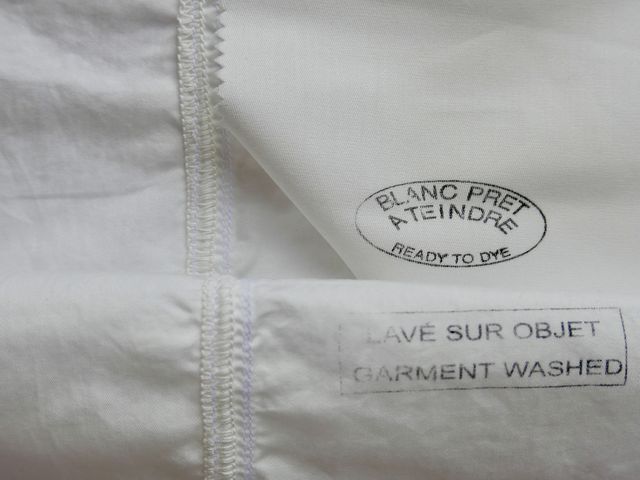 BLANC PRET
A TEINDRE
READY TO DYE
LAVÉ SUR OBJET
GARMENT WASHED